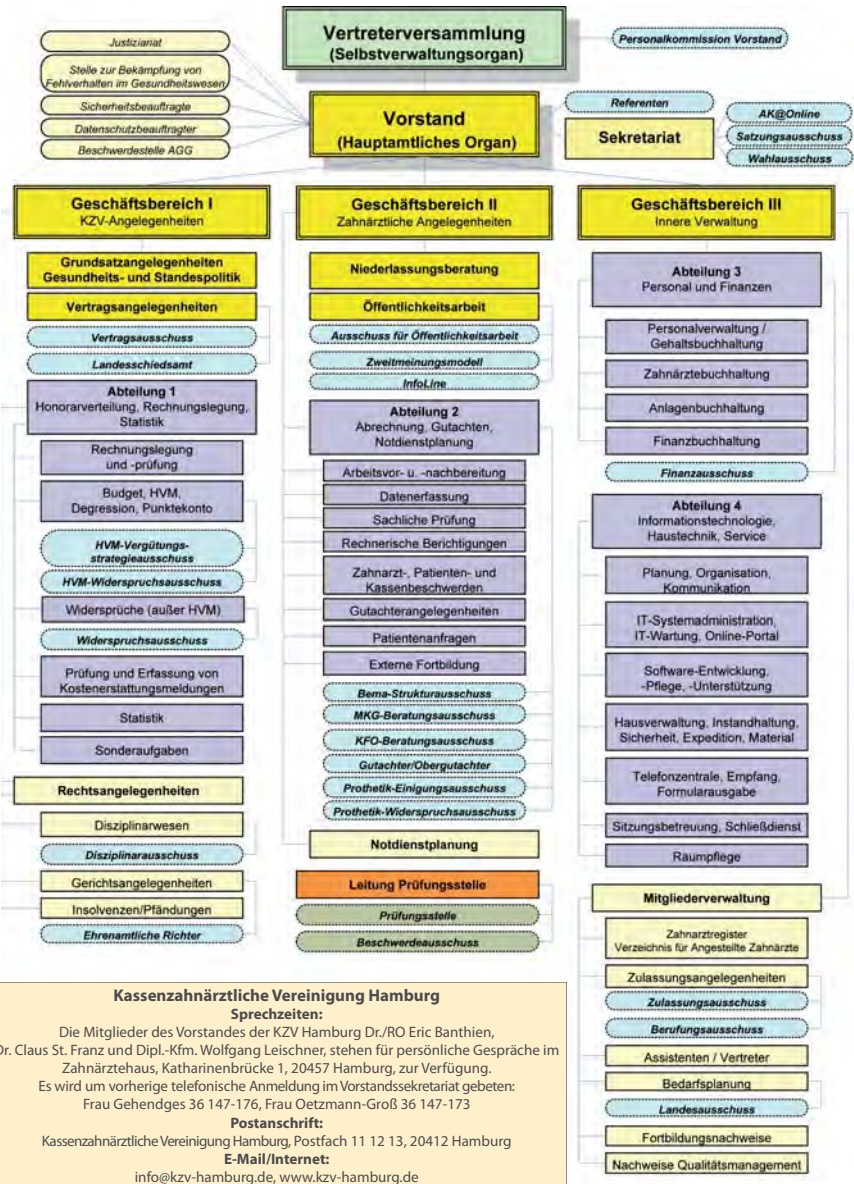 Vertreterversammlung
(Selbstverwaltungsorgan)
Personalkommission Vorstand
Justiziariat
Stelle zur Bekämpfung von
Fehlverhalten im Gesundheitswesen
Sicherheitsbeauftragte
Datenschutzbeauftragter
Beschwerdestelle AGG
Vorstand
(Hauptamtliches Organ)
Referenten
Sekretariat
AK@Online
Satzungsausschuss
Wahlausschuss
Geschäftsbereich I
KZV-Angelegenheiten
Grundsatzangelegenheiten
Gesundheits- und Standespolitik
Vertragsangelegenheiten
Vertragsausschuss
Landesschiedsamt
Abteilung 1
Honorarverteilung, Rechnungslegung,
Statistik
Rechnungslegung
und -prüfung
Budget, HVM,
Degression, Punktekonto
HVM-Vergütungs-
strategieausschuss
HVM-Widerspruchsausschuss
Widersprüche (außer HVM)
Widerspruchsausschuss
Prüfung und Erfassung von
Kostenerstattungsmeldungen
Statistik
Sonderaufgaben
Rechtsangelegenheiten
Disziplinarwesen
Disziplinarausschuss
Gerichtsangelegenheiten
Insolvenzen/Pfändungen
Ehrenamtliche Richter
Geschäftsbereich II
Zahnärztliche Angelegenheiten
Niederlassungsberatung
Öffentlichkeitsarbeit
Ausschuss für Öffentlichkeitsarbeit
Zweitmeinungsmodell
InfoLine
Abteilung 2
Abrechnung, Gutachten,
Notdienstplanung
Arbeitsvor- u. -nachbereitung
Datenerfassung
Sachliche Prüfung
Rechnerische Berichtigungen
Zahnarzt-, Patienten- und
Kassenbeschwerden
Gutachterangelegenheiten
Patientenanfragen
Externe Fortbildung
Bema-Strukturausschuss
MKG-Beratungsausschuss
KFO-Beratungsausschuss
Gutachter/Obergutachter
Prothetik-Einigungsausschuss
Prothetik-Widerspruchsausschuss
Notdienstplanung
Leitung Prüfungsstelle
Prüfungsstelle
Beschwerdeausschuss
Geschäftsbereich III
Innere Verwaltung
Abteilung 3
Personal und Finanzen
Personalverwaltung /
Gehaltsbuchhaltung
Zahnärztebuchhaltung
Anlagenbuchhaltung
Finanzbuchhaltung
Finanzausschuss
Abteilung 4
Informationstechnologie,
Haustechnik, Service
Planung, Organisation,
Kommunikation
IT-Systemadministration,
IT-Wartung, Online-Portal
Software-Entwicklung,
-Pflege, -Unterstützung
Hausverwaltung, Instandhaltung,
Sicherheit, Expedition, Material
Telefonzentrale, Empfang,
Formularausgabe
Sitzungsbetreuung, Schließdienst
Raumpflege
Mitgliederverwaltung
Zahnarztregister
Verzeichnis für Angestellte Zahnärzte
Zulassungsangelegenheiten
Zulassungsausschuss
Berufungsausschuss
Assistenten / Vertreter
Bedarfsplanung
Landesausschuss
Fortbildungsnachweise
Nachweise Qualitätsmanagement
Kassenzahnärztliche Vereinigung Hamburg
Sprechzeiten:
Die Mitglieder des Vorstandes der KZV Hamburg Dr./RO Eric Banthien,
Dr. Claus St. Franz und Dipl.-Kfm. Wolfgang Leischner, stehen für persönliche Gespräche im
Zahnärztehaus, Katharinenbrücke 1, 20457 Hamburg, zur Verfügung.
Es wird um vorherige telefonische Anmeldung im Vorstandssekretariat gebeten:
Frau Gehendges 36 147-176, Frau Oetzmann-Groß 36 147-173
Postanschrift:
Kassenzahnärztliche Vereinigung Hamburg, Postfach 11 12 13, 20412 Hamburg
E-Mail/Internet:
info@kzv-hamburg.de, www.kzv-hamburg.de